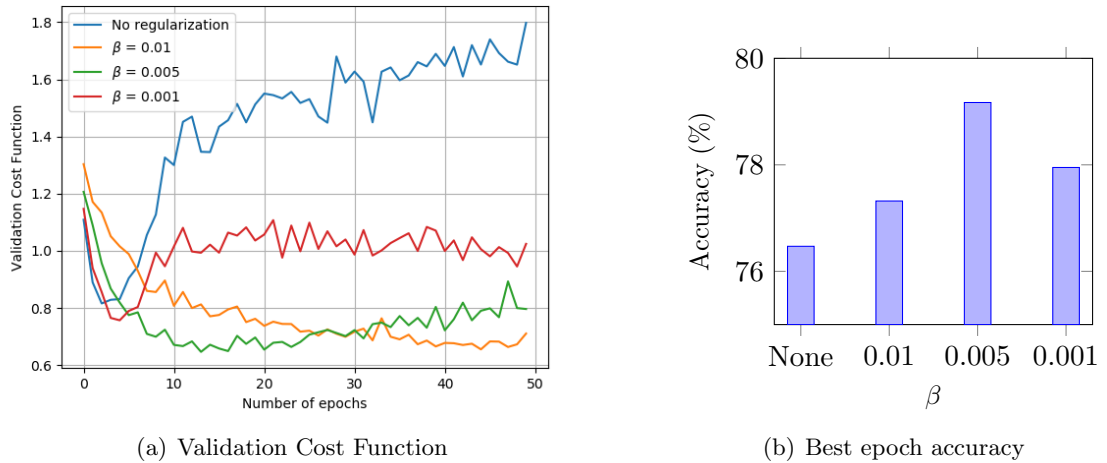 No regularization
β = 0.01
β = 0.005
β = 0.001
1.8
1.6
1.4
1.2
1.0
0.8
0.6
Validation Cost Function
0 10 20 30 40 50
Number of epochs
(a) Validation Cost Function
80
78
76
Accuracy (%)
None 0.01 0.005 0.001
β
(b) Best epoch accuracy